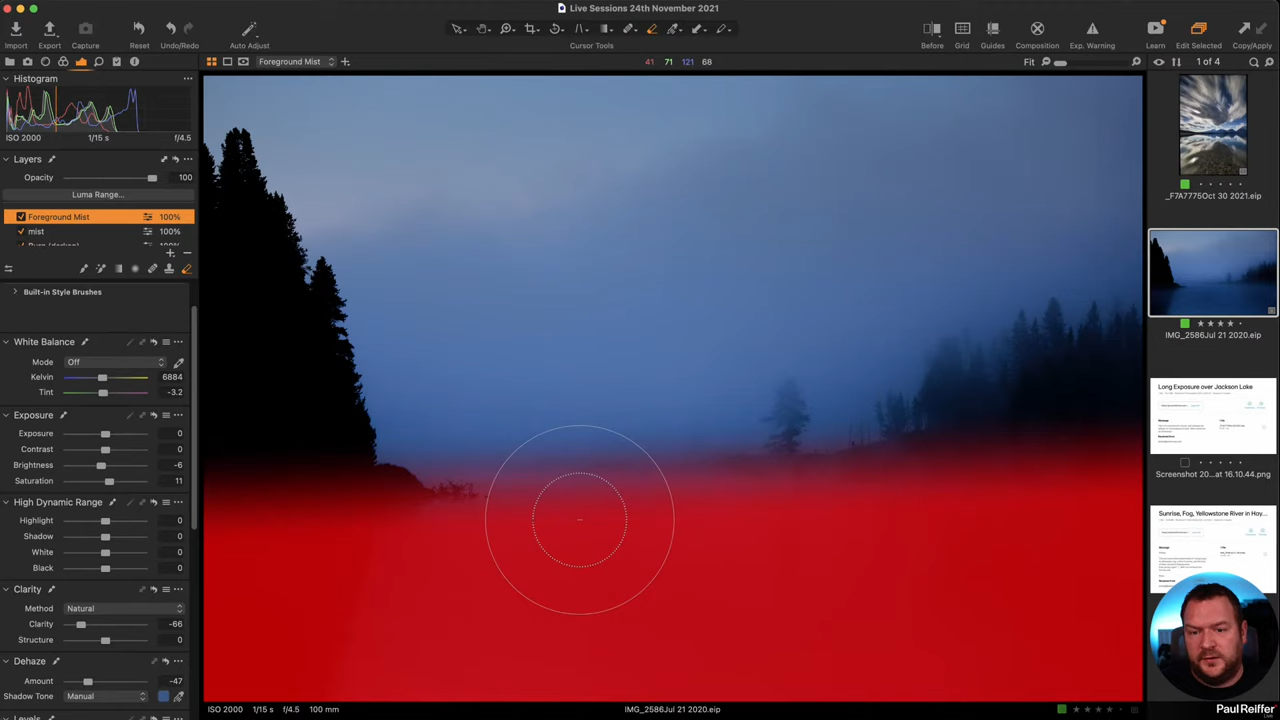 Live Sessions 24th November 2021
Import
Export
Capture
Reset
Undo/Redo
Auto Adjust
Cursor Tools
Before
Grid
Guides
Composition
Exp. Warning
Learn
Edit Selected
Copy/Apply
Foreground Mist
41 71 121 68
Fit
1 of 4
Histogram
ISO 2000 1/15 s f/4.5
Layers
Opacity 100
Luma Range...
Foreground Mist 100%
mist 100%
Built-in Style Brushes
White Balance
Mode Off
Kelvin 6884
Tint -3.2
Exposure
Exposure 0
Contrast 0
Brightness -6
Saturation 11
High Dynamic Range
Highlight 0
Shadow 0
White 0
Black 0
Clarity
Method Natural
Clarity -66
Structure 0
Dehaze
Amount -47
Shadow Tone Manual
Levels
ISO 2000 1/15 s f/4.5 100 mm
IMG_2586Jul 21 2020.eip
_F7A7775Oct 30 2021.eip
IMG_2586Jul 21 2020.eip
Long Exposure over Jackson Lake
Screenshot 20...at 16.10.44.png
Sunrise, Fog, Yellowstone River in Hay...
Paul Reiffer
Live